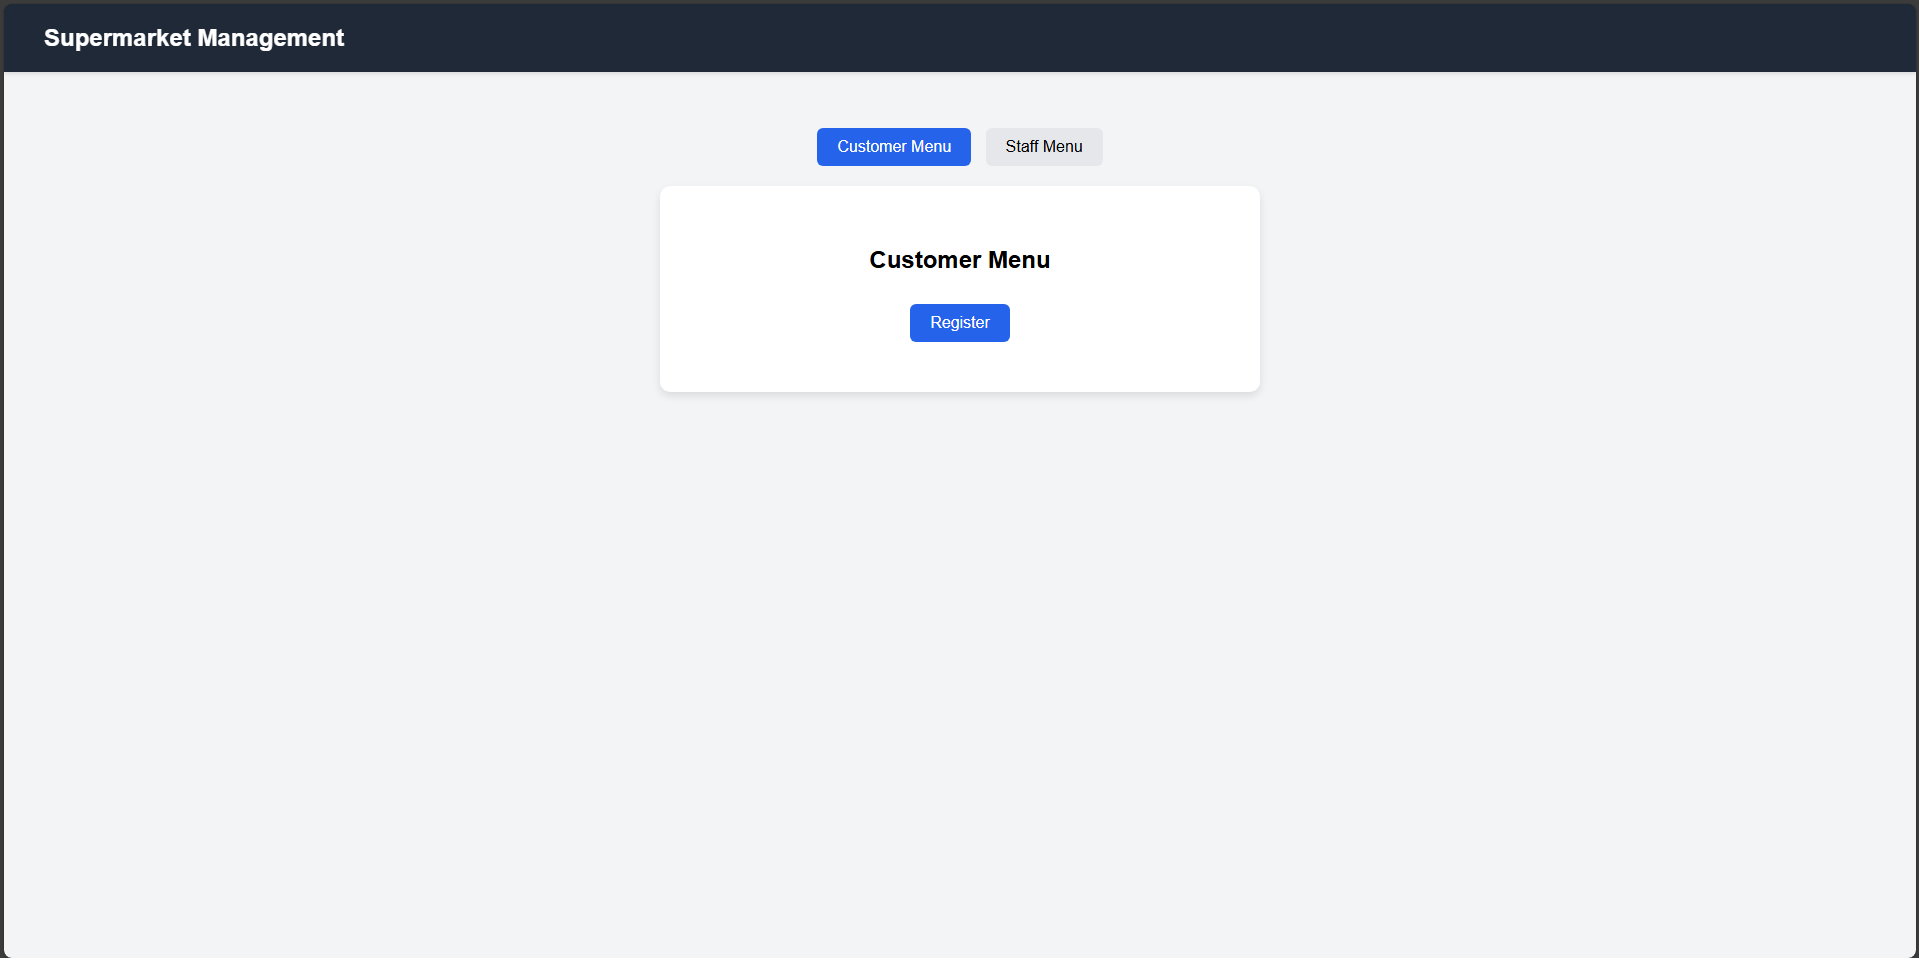 Supermarket Management
Customer Menu Staff Menu
Customer Menu
Register